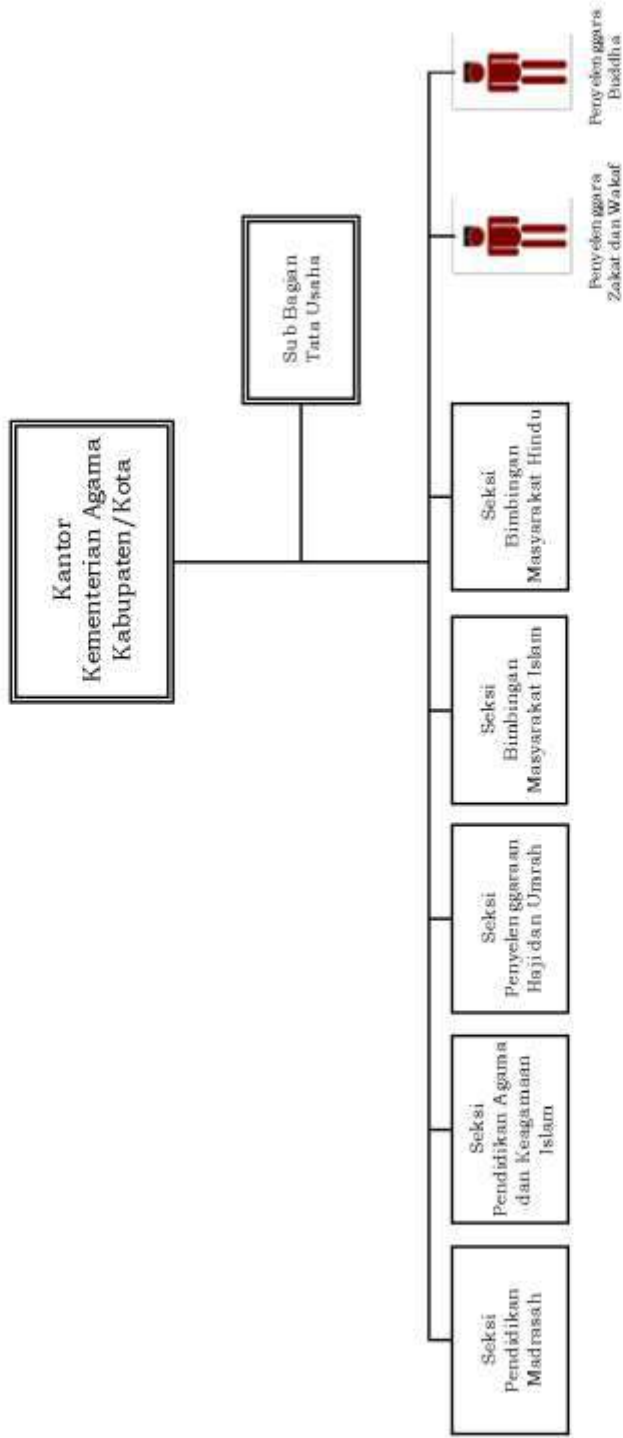 Kantor
Kementerian Agama
Kabupaten/Kota
Sub Bagian
Tata Usaha
Seksi
Pendidikan
Madrasah
Seksi
Pendidikan Agama
dan Keagamaan
Islam
Seksi
Penyelenggaraan
Haji dan Umrah
Seksi
Bimbingan
Masyarakat Islam
Seksi
Bimbingan
Masyarakat Hindu
Penyelenggara
Zakat dan Wakaf
Penyelenggara
Buddha